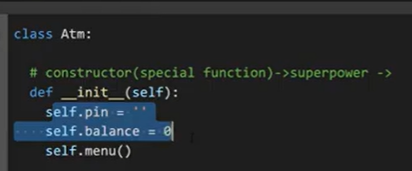 class Atm:
# constructor(special function)->superpower ->
def __init__(self):
self.pin = ''
self.balance = 0
self.menu()